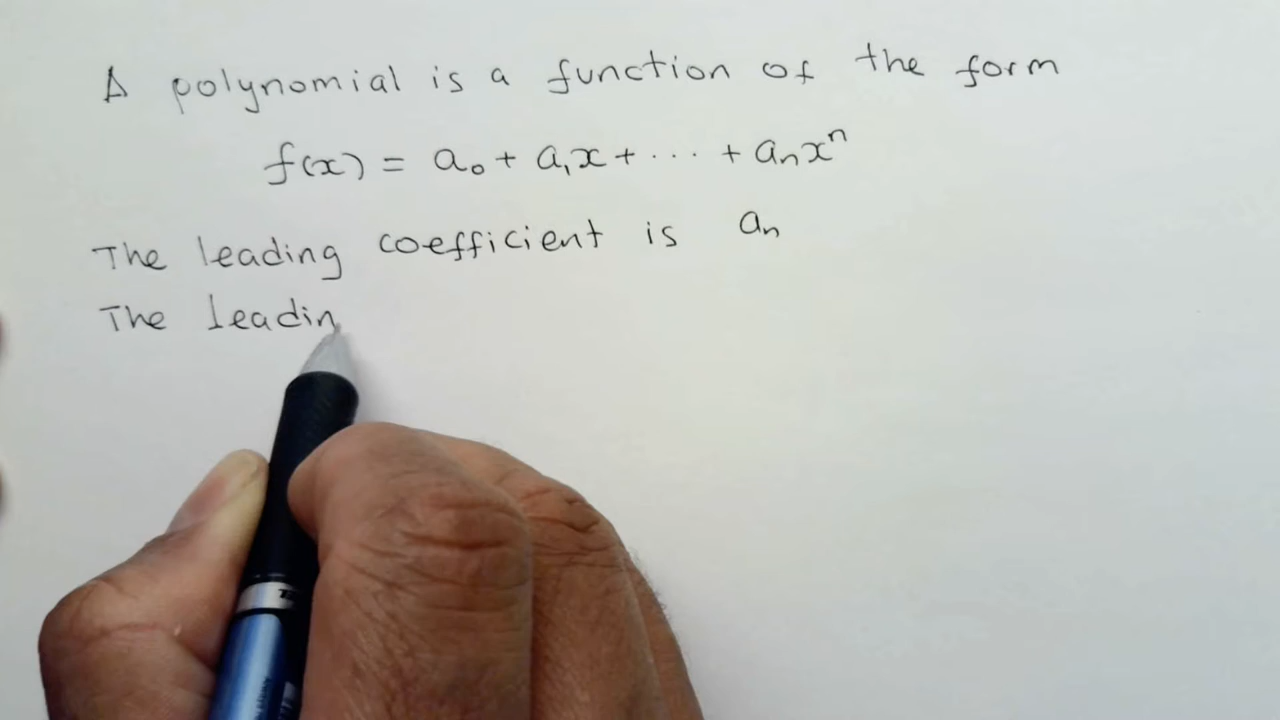 A polynomial is a function of the form
f(x) = a₀ + a₁x + ··· + aₙxⁿ
The leading coefficient is aₙ
The leadin